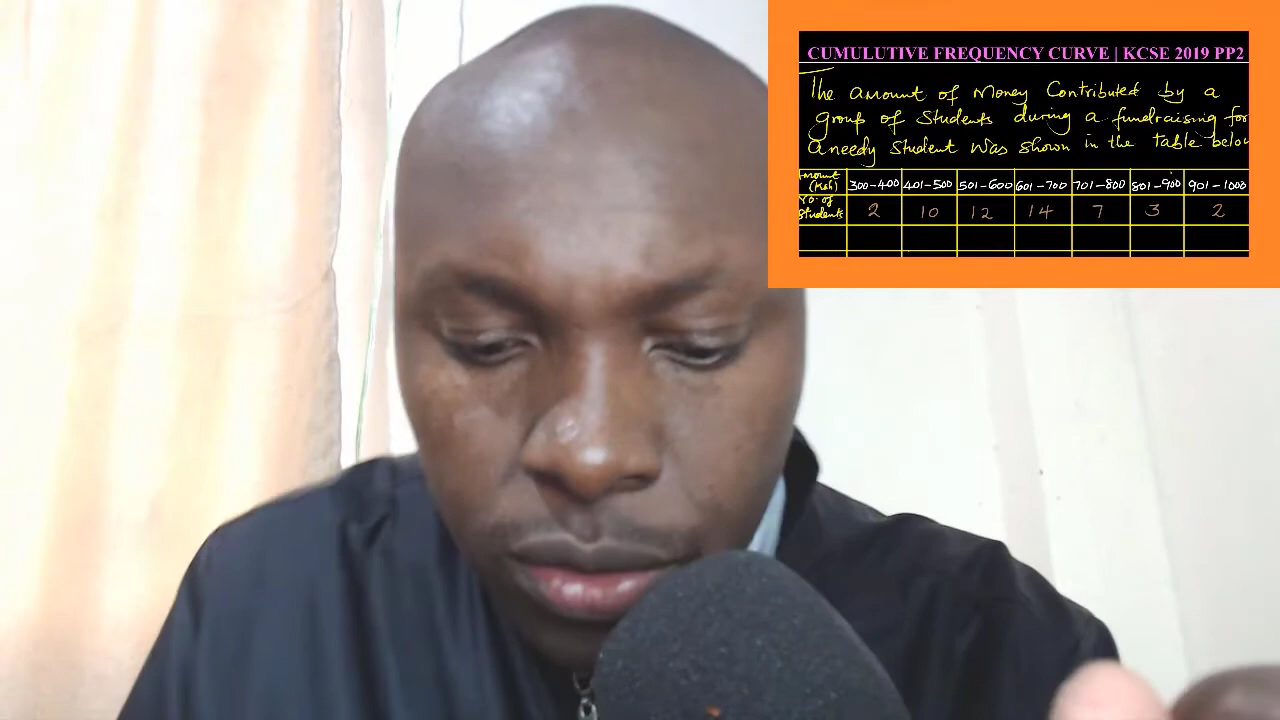 CUMULUTIVE FREQUENCY CURVE | KCSE 2019 PP2
The amount of Money Contributed by a
group of Students during a fundraising for
a needy Student was shown in the table
Amount (Ksh) 300-400 401-500 501-600 601-700 701-800 801-900 901-1000
No. of Students 2 10 12 14 7 3 2